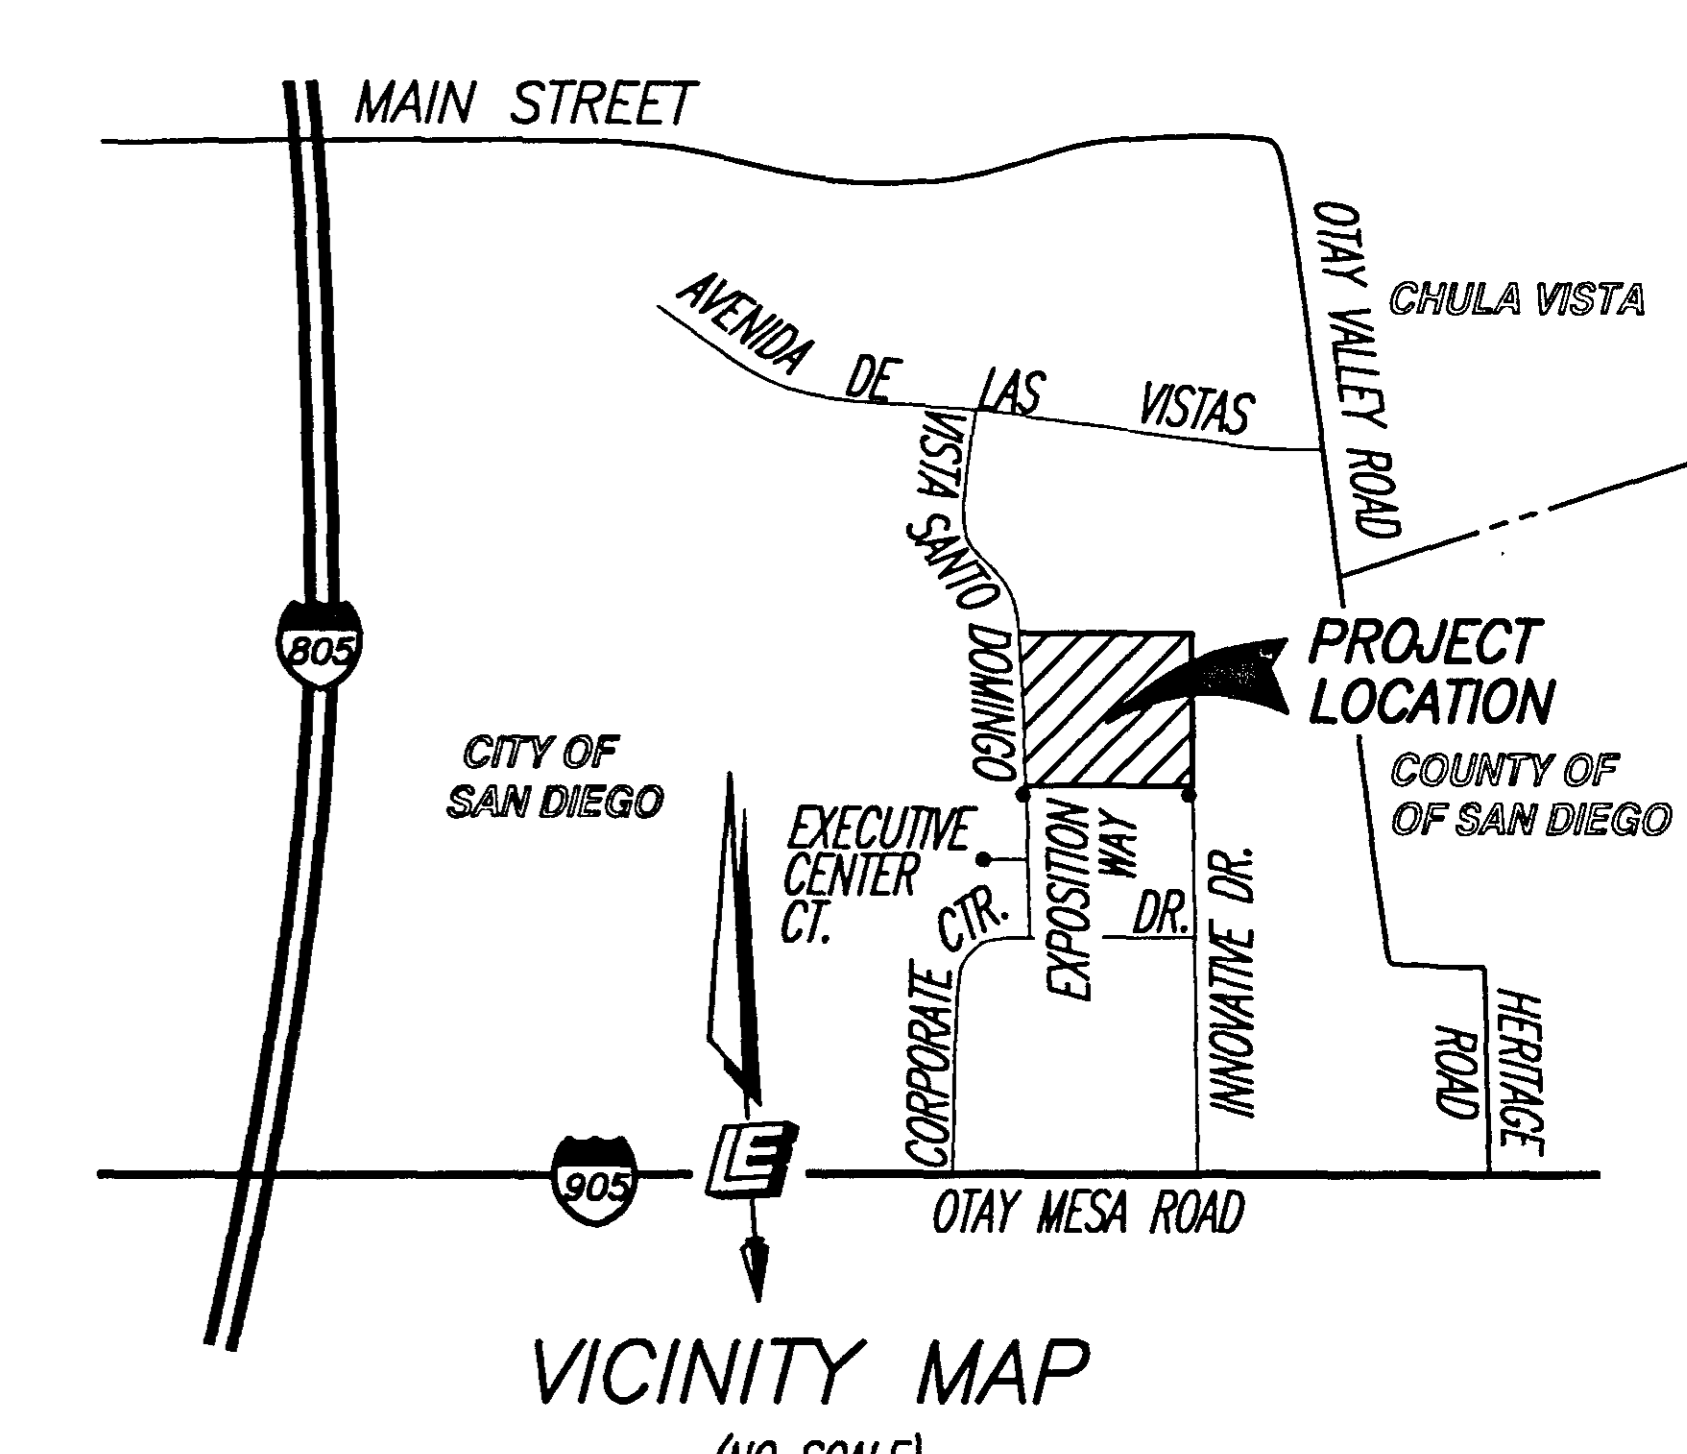 MAIN STREET
OTAY VALLEY ROAD
CHULA VISTA
AVENIDA DE LAS VISTAS
VISTA SANTO DOMINGO
805
PROJECT
LOCATION
CITY OF
SAN DIEGO
COUNTY OF
OF SAN DIEGO
EXECUTIVE
CENTER
CT.
EXPOSITION
WAY
CORPORATE CTR. DR.
INNOVATIVE DR.
HERITAGE
ROAD
905
E
OTAY MESA ROAD
VICINITY MAP
(NO SCALE)